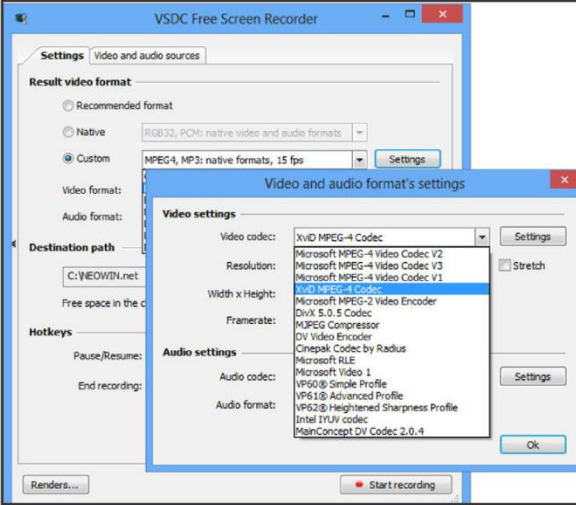 VSDC Free Screen Recorder
Settings
Video and audio sources
Result video format
Recommended format
Native
RGB32, PCM: native video and audio formats
Custom
MPEG4, MP3: native formats, 15 fps
Settings
Video format:
Audio format:
Destination path
C:\NEOWIN.net
Free space in the
Hotkeys
Pause/Resume:
End recording:
Renders...
Start recording
Video and audio format's settings
Video settings
Video codec:
XviD MPEG-4 Codec
Settings
Resolution:
Stretch
Width x Height:
Framerate:
Microsoft MPEG-4 Video Codec V2
Microsoft MPEG-4 Video Codec V3
Microsoft MPEG-4 Video Codec V1
XviD MPEG-4 Codec
Microsoft MPEG-2 Video Encoder
DivX 5.0.5 Codec
MJPEG Compressor
DV Video Encoder
Cinepak Codec by Radius
Microsoft RLE
Microsoft Video 1
VP60® Simple Profile
VP61® Advanced Profile
VP62® Heightened Sharpness Profile
Intel IYUV codec
MainConcept DV Codec 2.0.4
Audio settings
Audio codec:
Settings
Audio format:
Ok